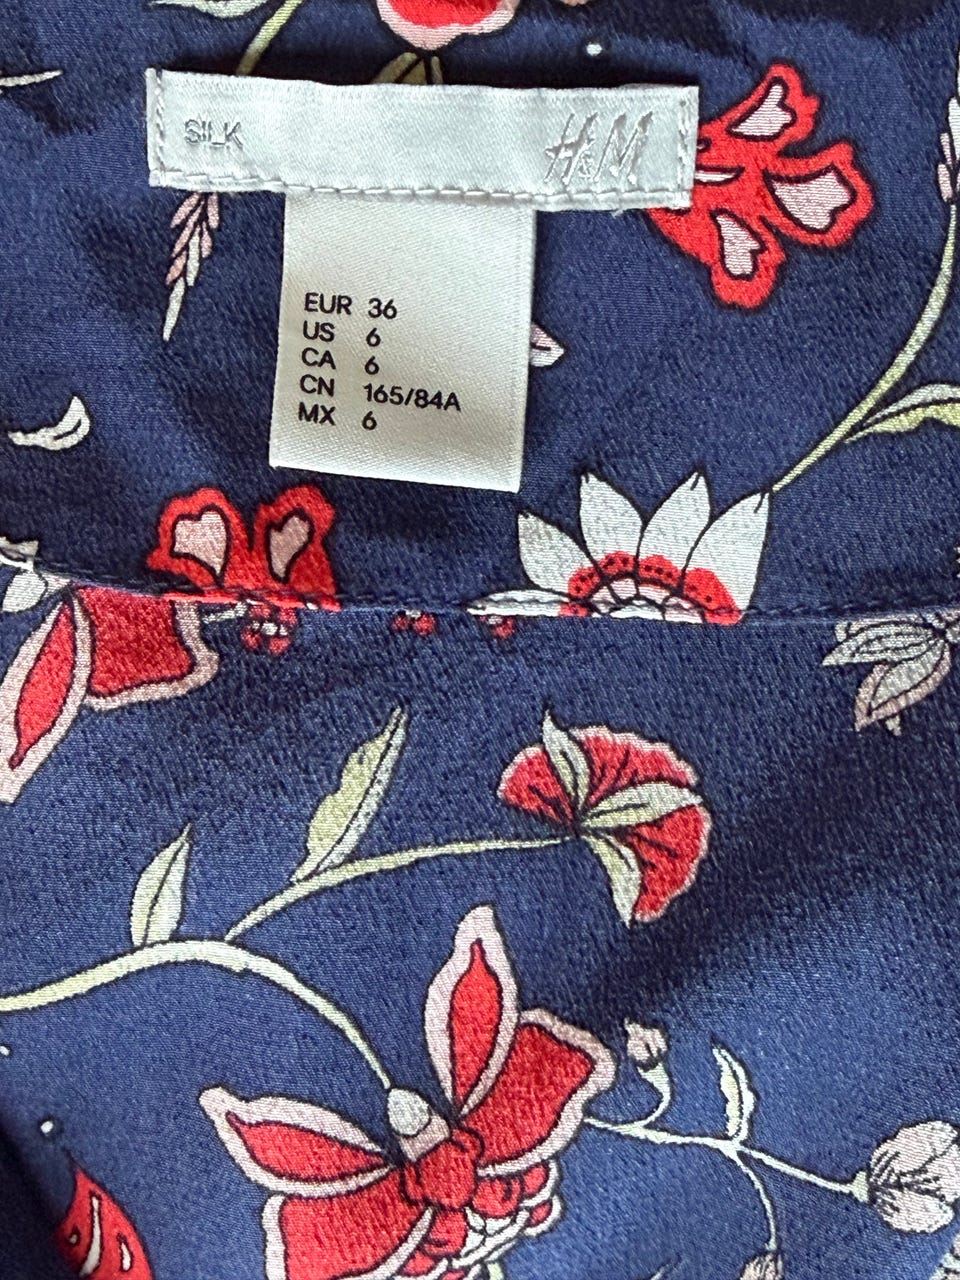 SILK H&M
EUR 36
US 6
CA 6
CN 165/84A
MX 6